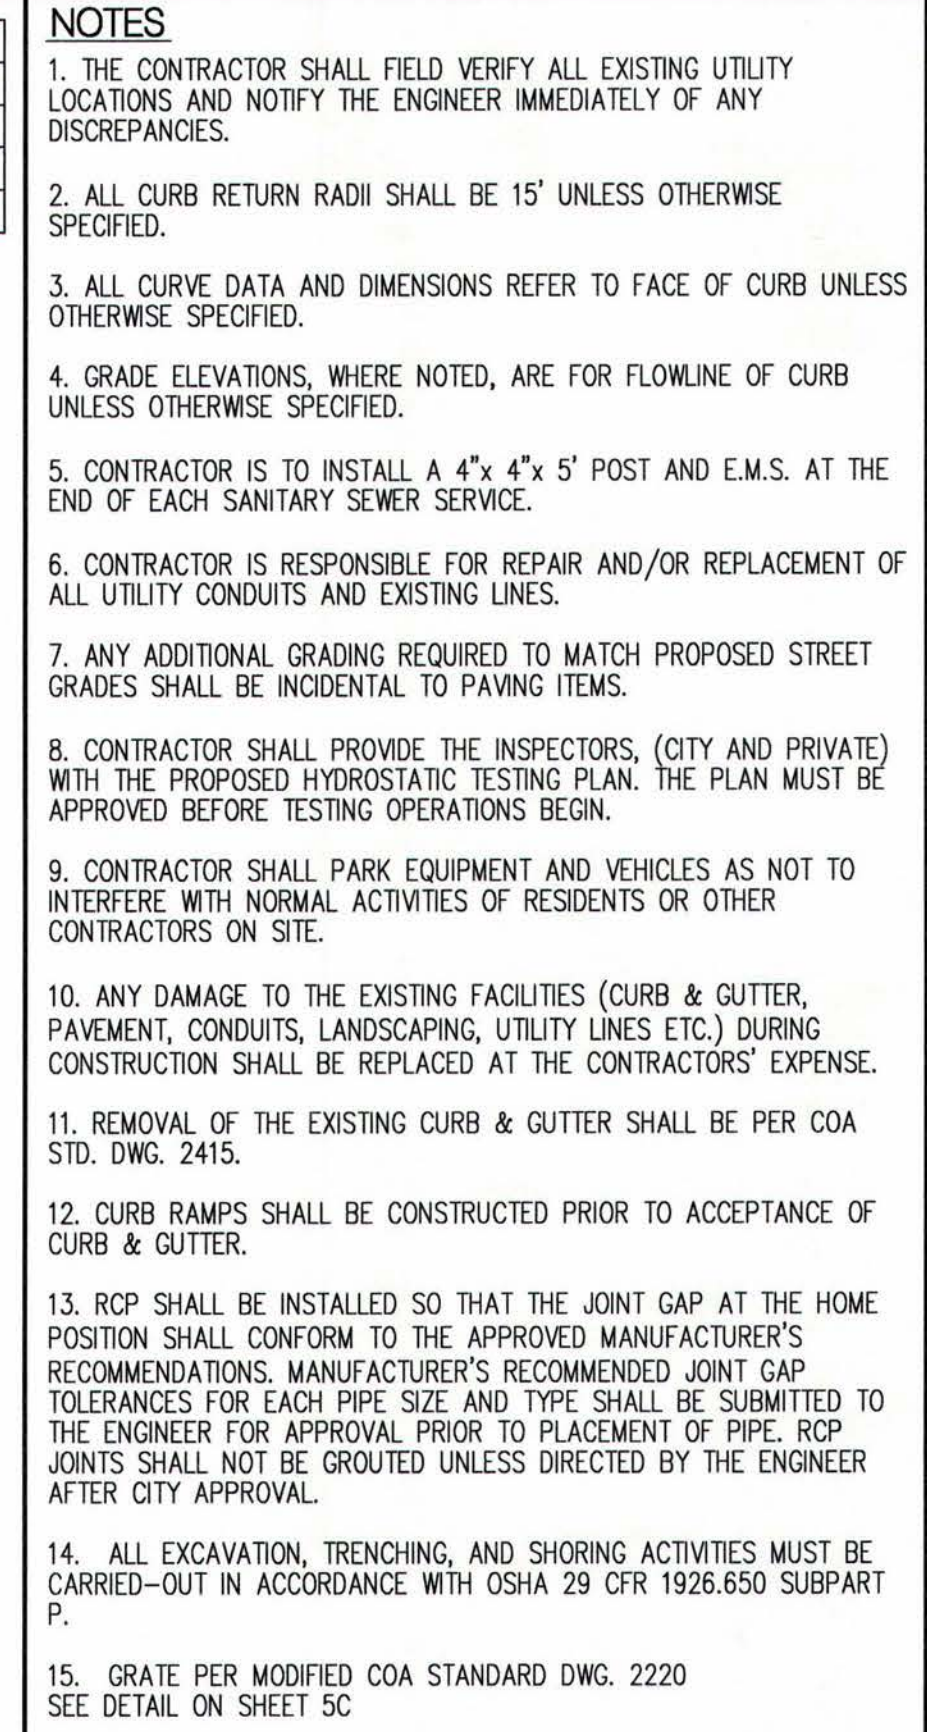 NOTES
1. THE CONTRACTOR SHALL FIELD VERIFY ALL EXISTING UTILITY
LOCATIONS AND NOTIFY THE ENGINEER IMMEDIATELY OF ANY
DISCREPANCIES.
2. ALL CURB RETURN RADII SHALL BE 15' UNLESS OTHERWISE
SPECIFIED.
3. ALL CURVE DATA AND DIMENSIONS REFER TO FACE OF CURB UNLESS
OTHERWISE SPECIFIED.
4. GRADE ELEVATIONS, WHERE NOTED, ARE FOR FLOWLINE OF CURB
UNLESS OTHERWISE SPECIFIED.
5. CONTRACTOR IS TO INSTALL A 4"x 4"x 5' POST AND E.M.S. AT THE
END OF EACH SANITARY SEWER SERVICE.
6. CONTRACTOR IS RESPONSIBLE FOR REPAIR AND/OR REPLACEMENT OF
ALL UTILITY CONDUITS AND EXISTING LINES.
7. ANY ADDITIONAL GRADING REQUIRED TO MATCH PROPOSED STREET
GRADES SHALL BE INCIDENTAL TO PAVING ITEMS.
8. CONTRACTOR SHALL PROVIDE THE INSPECTORS, (CITY AND PRIVATE)
WITH THE PROPOSED HYDROSTATIC TESTING PLAN. THE PLAN MUST BE
APPROVED BEFORE TESTING OPERATIONS BEGIN.
9. CONTRACTOR SHALL PARK EQUIPMENT AND VEHICLES AS NOT TO
INTERFERE WITH NORMAL ACTIVITIES OF RESIDENTS OR OTHER
CONTRACTORS ON SITE.
10. ANY DAMAGE TO THE EXISTING FACILITIES (CURB & GUTTER,
PAVEMENT, CONDUITS, LANDSCAPING, UTILITY LINES ETC.) DURING
CONSTRUCTION SHALL BE REPLACED AT THE CONTRACTORS' EXPENSE.
11. REMOVAL OF THE EXISTING CURB & GUTTER SHALL BE PER COA
STD. DWG. 2415.
12. CURB RAMPS SHALL BE CONSTRUCTED PRIOR TO ACCEPTANCE OF
CURB & GUTTER.
13. RCP SHALL BE INSTALLED SO THAT THE JOINT GAP AT THE HOME
POSITION SHALL CONFORM TO THE APPROVED MANUFACTURER'S
RECOMMENDATIONS. MANUFACTURER'S RECOMMENDED JOINT GAP
TOLERANCES FOR EACH PIPE SIZE AND TYPE SHALL BE SUBMITTED TO
THE ENGINEER FOR APPROVAL PRIOR TO PLACEMENT OF PIPE. RCP
JOINTS SHALL NOT BE GROUTED UNLESS DIRECTED BY THE ENGINEER
AFTER CITY APPROVAL.
14. ALL EXCAVATION, TRENCHING, AND SHORING ACTIVITIES MUST BE
CARRIED-OUT IN ACCORDANCE WITH OSHA 29 CFR 1926.650 SUBPART
P.
15. GRATE PER MODIFIED COA STANDARD DWG. 2220
SEE DETAIL ON SHEET 5C